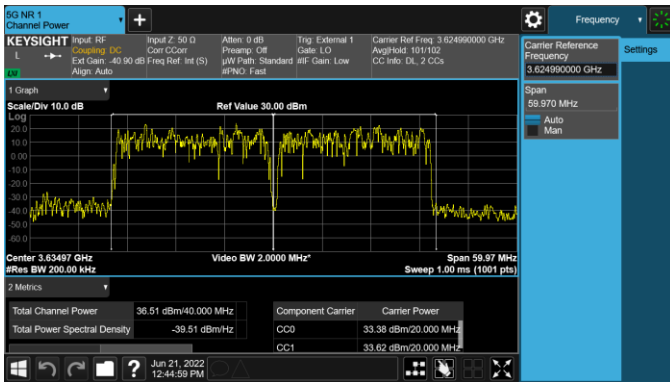 5G NR 1
Channel Power
Frequency
KEYSIGHT
L
Input: RF
Coupling: DC
Ext Gain: -40.90 dB
Align: Auto
Input Z: 50 Ω
Corr CCorr
Freq Ref: Int (S)
Atten: 0 dB
Preamp: Off
µW Path: Standard
#PNO: Fast
Trig: External 1
Gate: LO
#IF Gain: Low
Carrier Ref Freq: 3.624990000 GHz
Avg|Hold: 101/102
CC Info: DL, 2 CCs
Carrier Reference
Frequency
3.624990000 GHz
Settings
Span
59.970 MHz
Auto
Man
1 Graph
Scale/Div 10.0 dB
Ref Value 30.00 dBm
Log
20.0
10.0
0.00
-10.0
-20.0
-30.0
-40.0
-50.0
-60.0
Center 3.63497 GHz
Video BW 2.0000 MHz*
Span 59.97 MHz
#Res BW 200.00 kHz
Sweep 1.00 ms (1001 pts)
2 Metrics
Total Channel Power 36.51 dBm/40.000 MHz
Total Power Spectral Density -39.51 dBm/Hz
Component Carrier Carrier Power
CC0 33.38 dBm/20.000 MHz
CC1 33.62 dBm/20.000 MHz
?
Jun 21, 2022
12:44:59 PM